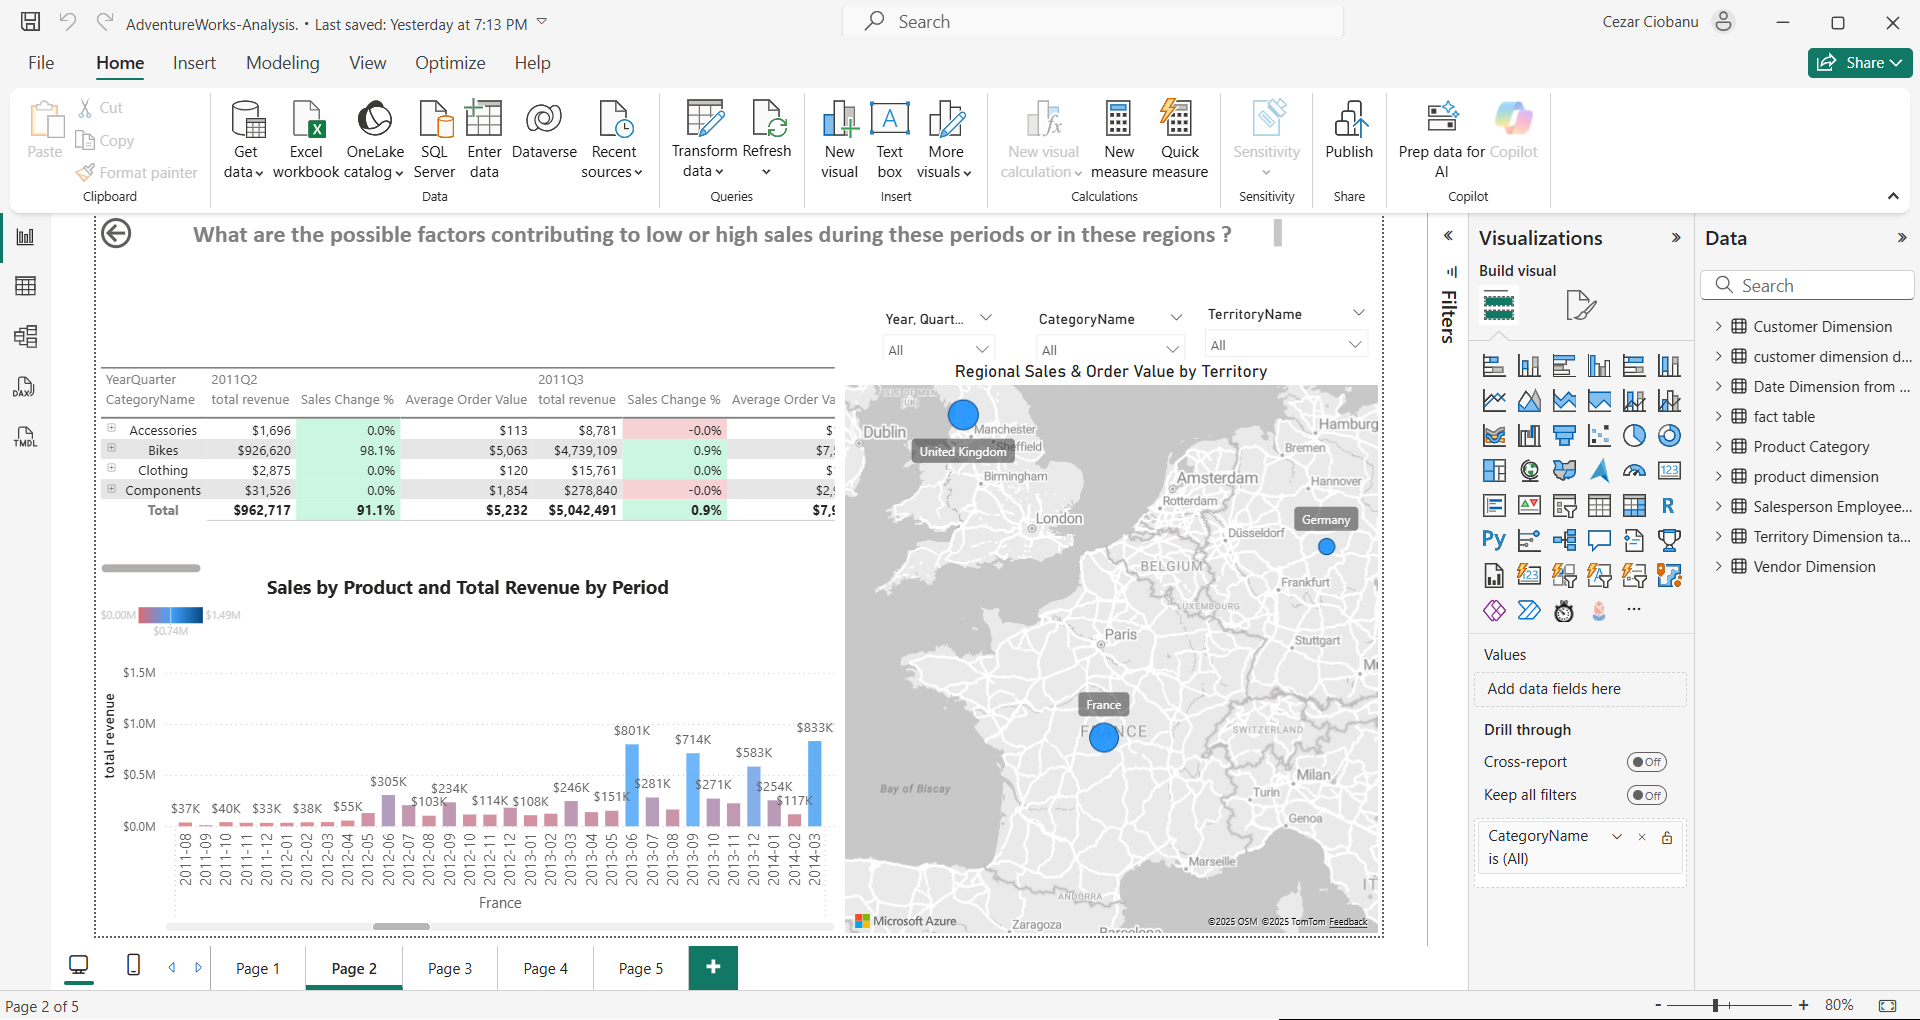 AdventureWorks-Analysis. • Last saved: Yesterday at 7:13 PM
Search
Cezar Ciobanu
File Home Insert Modeling View Optimize Help
Share
Paste
Cut
Copy
Format painter
Clipboard
Get data
Excel workbook
OneLake catalog
SQL Server
Enter data
Dataverse
Recent sources
Data
Transform data
Refresh
Queries
New visual
Text box
More visuals
Insert
New visual calculation
New measure
Quick measure
Calculations
Sensitivity
Sensitivity
Publish
Share
Prep data for AI
Copilot
Copilot
DAX
TMDL
What are the possible factors contributing to low or high sales during these periods or in these regions ?
Year, Quart...
All
CategoryName
All
TerritoryName
All
YearQuarter 2011Q2 2011Q3
CategoryName total revenue Sales Change % Average Order Value total revenue Sales Change % Average Order Va
Accessories $1,696 0.0% $113 $8,781 -0.0%
Bikes $926,620 98.1% $5,063 $4,739,109 0.9%
Clothing $2,875 0.0% $120 $15,761 0.0%
Components $31,526 0.0% $1,854 $278,840 -0.0%
Total $962,717 91.1% $5,232 $5,042,491 0.9%
Sales by Product and Total Revenue by Period
$0.00M $1.49M
$0.74M
total revenue
$1.5M
$1.0M
$0.5M
$0.0M
$37K $40K $33K $38K $55K $305K $103K $234K $114K $108K $246K $151K $801K $281K $714K $271K $583K $254K $117K $833K
2011-08 2011-09 2011-10 2011-11 2011-12 2012-01 2012-02 2012-03 2012-04 2012-05 2012-06 2012-07 2012-08 2012-09 2012-10 2012-11 2012-12 2013-01 2013-02 2013-03 2013-04 2013-05 2013-06 2013-07 2013-08 2013-09 2013-10 2013-11 2013-12 2014-01 2014-02 2014-03
France
Regional Sales & Order Value by Territory
ISLE OF MAN
(UK)
Dublin
Manchester
Sheffield
United Kingdom
Birmingham
London
Hamburg
Bremen
Amsterdam
Hannover
Rotterdam
Germany
Düsseldorf
BELGIUM
Frankfurt
LUXEMBOURG
Paris
Stuttgart
France
FRANCE
SWITZERLAND
Milan
Bay of Biscay
Turin
Genoa
Marseille
ANDORRA
Zaragoza
Barcelona
Microsoft Azure
©2025 OSM ©2025 TomTom Feedback
Filters
Visualizations
Build visual
123
R
Py
123
Values
Add data fields here
Drill through
Cross-report
Off
Keep all filters
Off
CategoryName
is (All)
Data
Search
Customer Dimension
customer dimension d...
Date Dimension from ...
fact table
Product Category
product dimension
Salesperson Employee...
Territory Dimension ta...
Vendor Dimension
Page 1 Page 2 Page 3 Page 4 Page 5
Page 2 of 5
- + 80%